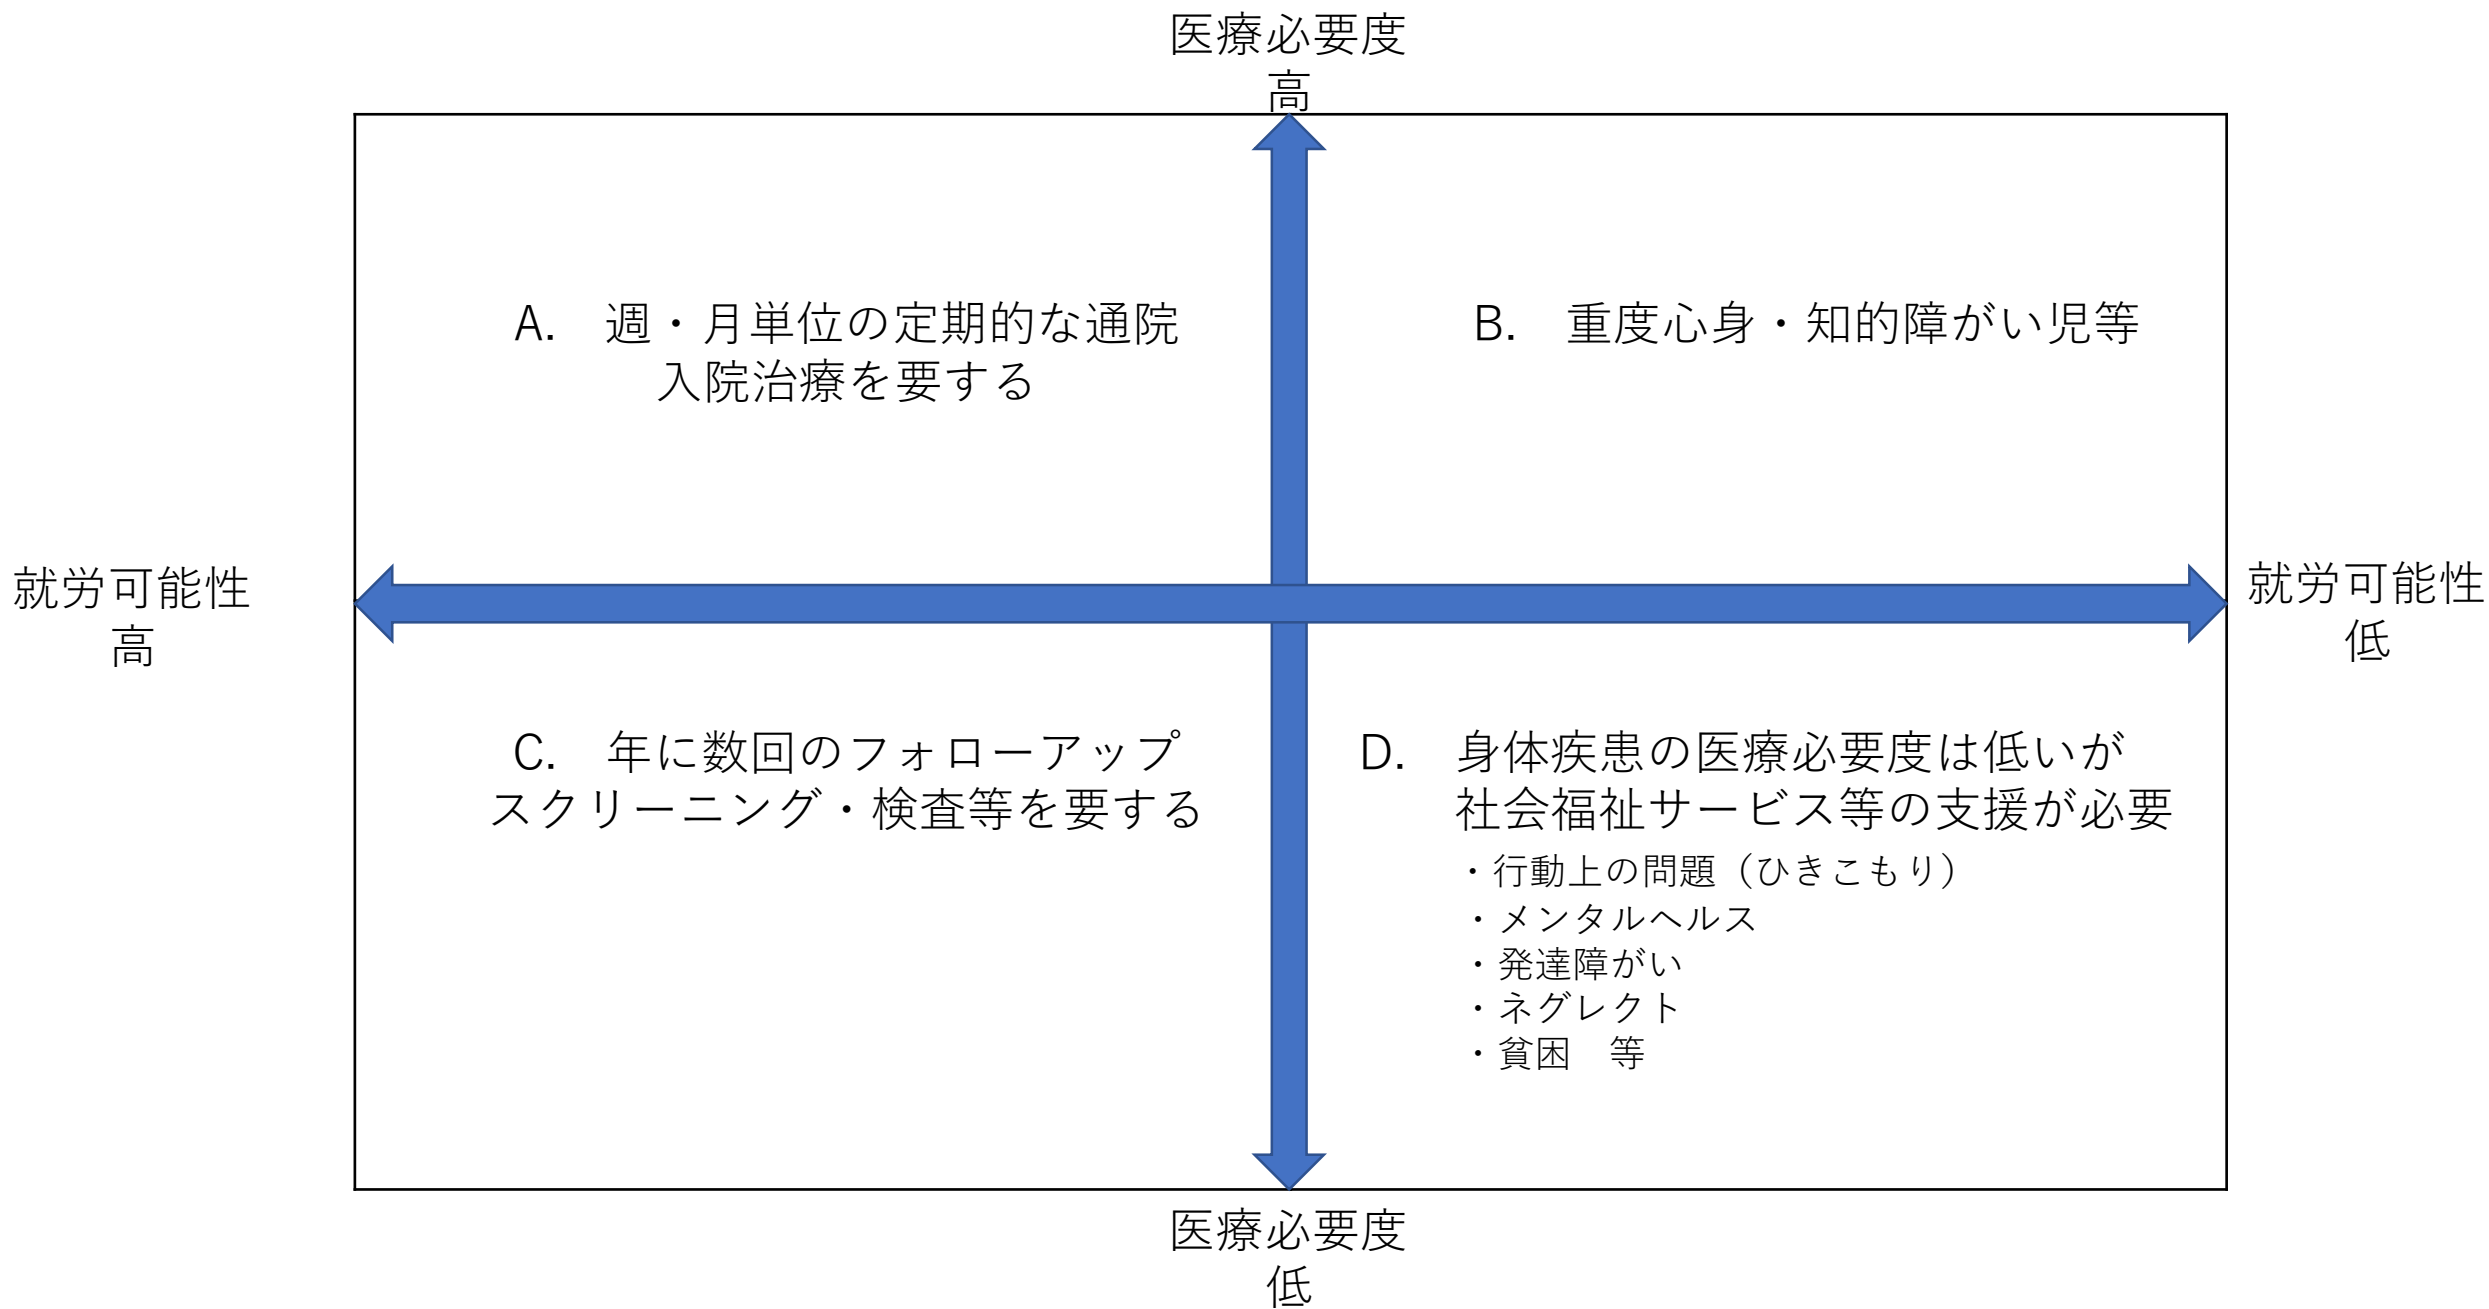 医療必要度
高
A.　週・月単位の定期的な通院
入院治療を要する
B.　重度心身・知的障がい児等
就労可能性
高
就労可能性
低
C.　年に数回のフォローアップ
スクリーニング・検査等を要する
D.　身体疾患の医療必要度は低いが
社会福祉サービス等の支援が必要
・行動上の問題（ひきこもり）
・メンタルヘルス
・発達障がい
・ネグレクト
・貧困　等
医療必要度
低